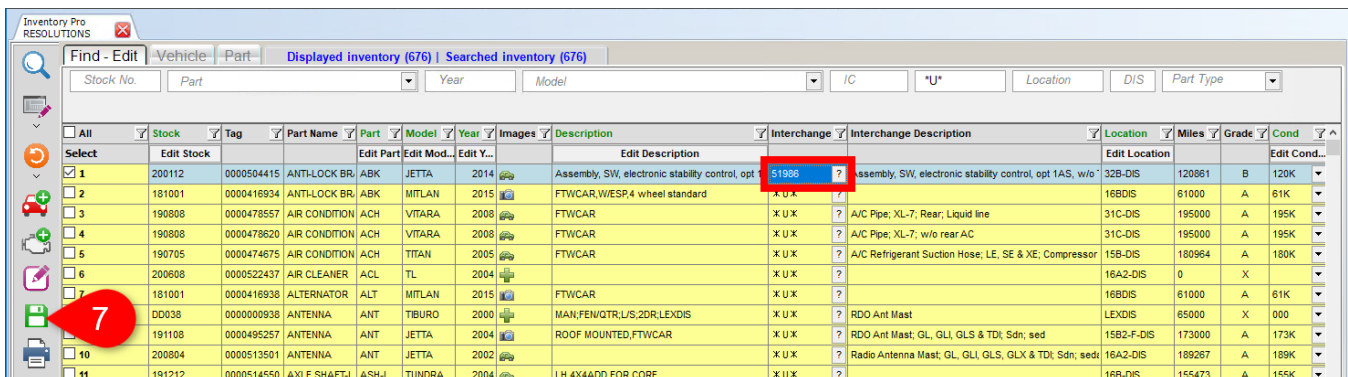 Inventory Pro
RESOLUTIONS
Find - Edit Vehicle Part Displayed inventory (676) | Searched inventory (676)
Stock No. Part Year Model IC *U* Location DIS Part Type
All Stock Tag Part Name Part Model Year Images Description Interchange Interchange Description Location Miles Grade Cond
Select Edit Stock Edit Part Edit Mod... Edit Y... Edit Description Edit Location Edit Cond...
1 200112 0000504415 ANTI-LOCK BR ABK JETTA 2014 Assembly, SW, electronic stability control, opt 1 51986 ? Assembly, SW, electronic stability control, opt 1AS, w/o 32B-DIS 120861 B 120K
2 181001 0000416934 ANTI-LOCK BR ABK MITLAN 2015 FTWCAR,W/ESP,4 wheel standard *U* ? 16BDIS 61000 A 61K
3 190808 0000478557 AIR CONDITION ACH VITARA 2008 FTWCAR *U* ? A/C Pipe; XL-7; Rear; Liquid line 31C-DIS 195000 A 195K
4 190808 0000478620 AIR CONDITION ACH VITARA 2008 FTWCAR *U* ? A/C Pipe; XL-7; w/o rear AC 31C-DIS 195000 A 195K
5 190705 0000474675 AIR CONDITION ACH TITAN 2005 FTWCAR *U* ? A/C Refrigerant Suction Hose; LE, SE & XE; Compressor 15B-DIS 180964 A 180K
6 200608 0000522437 AIR CLEANER ACL TL 2004 *U* ? 16A2-DIS 0 X
7 181001 0000416938 ALTERNATOR ALT MITLAN 2015 FTWCAR *U* ? 16BDIS 61000 A 61K
7 DD038 0000000938 ANTENNA ANT TIBURO 2000 MAN;FEN/QTR;L/S;2DR;LEXDIS *U* ? RDO Ant Mast LEXDIS 65000 X 000
191108 0000495257 ANTENNA ANT JETTA 2004 ROOF MOUNTED,FTWCAR *U* ? RDO Ant Mast; GL, GLI, GLS & TDI; Sdn; sed 15B2-F-DIS 173000 A 173K
10 200804 0000513501 ANTENNA ANT JETTA 2002 *U* ? Radio Antenna Mast; GL, GLI, GLS, GLX & TDI; Sdn; seda 16A2-DIS 189267 A 189K
11 191212 0000514550 AXLE SHAFT-I ASH-I TUNDRA 2004 LH,4X4ADD,FOR CORE *U* ? 16B-DIS 155473 A 155K